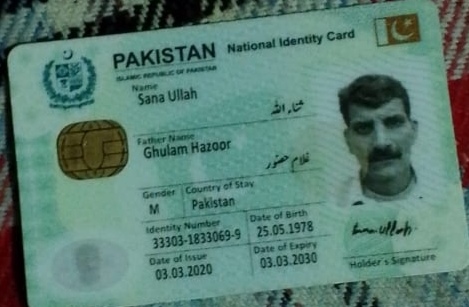 PAKISTAN National Identity Card
ISLAMIC REPUBLIC OF PAKISTAN
Name
Sana Ullah
ثناء اللہ
Father Name
Ghulam Hazoor
غلام حضور
Gender Country of Stay
M Pakistan
Identity Number Date of Birth
33303-1833069-9 25.05.1978
Date of Issue Date of Expiry
03.03.2020 03.03.2030
Holder's Signature